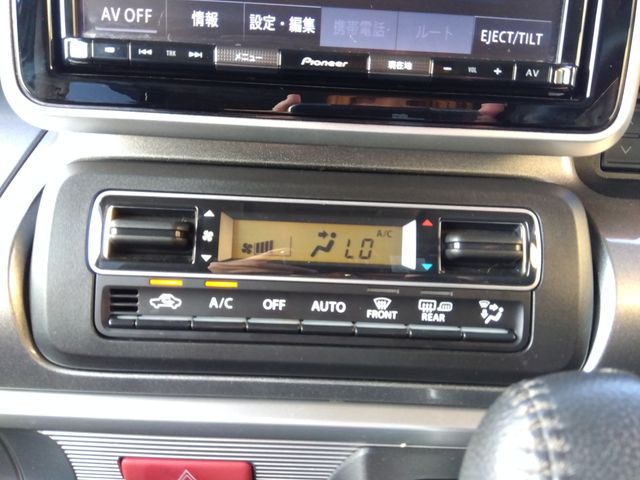 AV OFF 情報 設定・編集 携帯電話 ルート EJECT/TILT
TRK メニュー Pioneer 現在地 − VOL + AV
A/C
LO
A/C OFF AUTO FRONT REAR